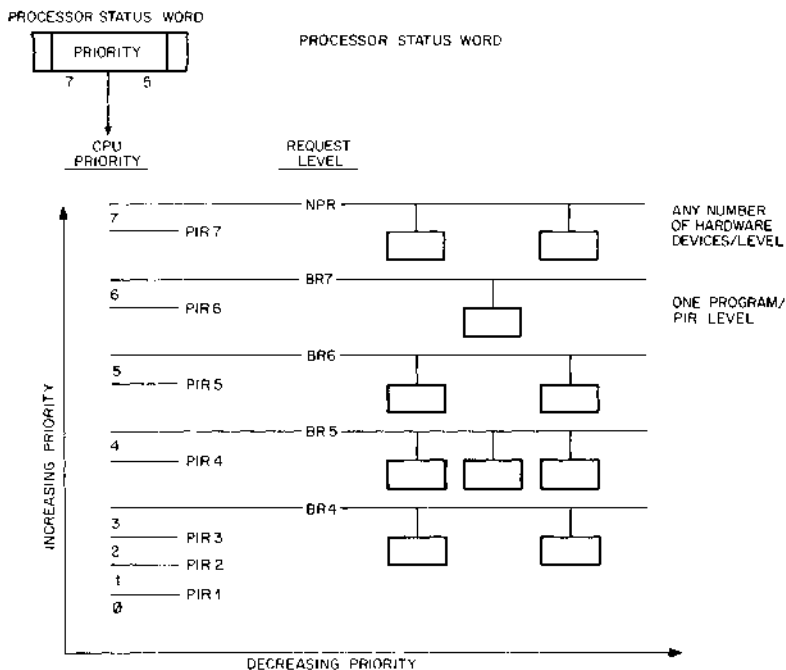 PROCESSOR STATUS WORD
PROCESSOR STATUS WORD
PRIORITY
7 5
CPU
PRIORITY
REQUEST
LEVEL
NPR
7
PIR 7
ANY NUMBER
OF HARDWARE
DEVICES/LEVEL
BR7
6
PIR 6
ONE PROGRAM/
PIR LEVEL
BR6
5
PIR 5
BR5
4
PIR 4
BR4
3
PIR 3
2
PIR 2
1
PIR 1
0
INCREASING PRIORITY
DECREASING PRIORITY